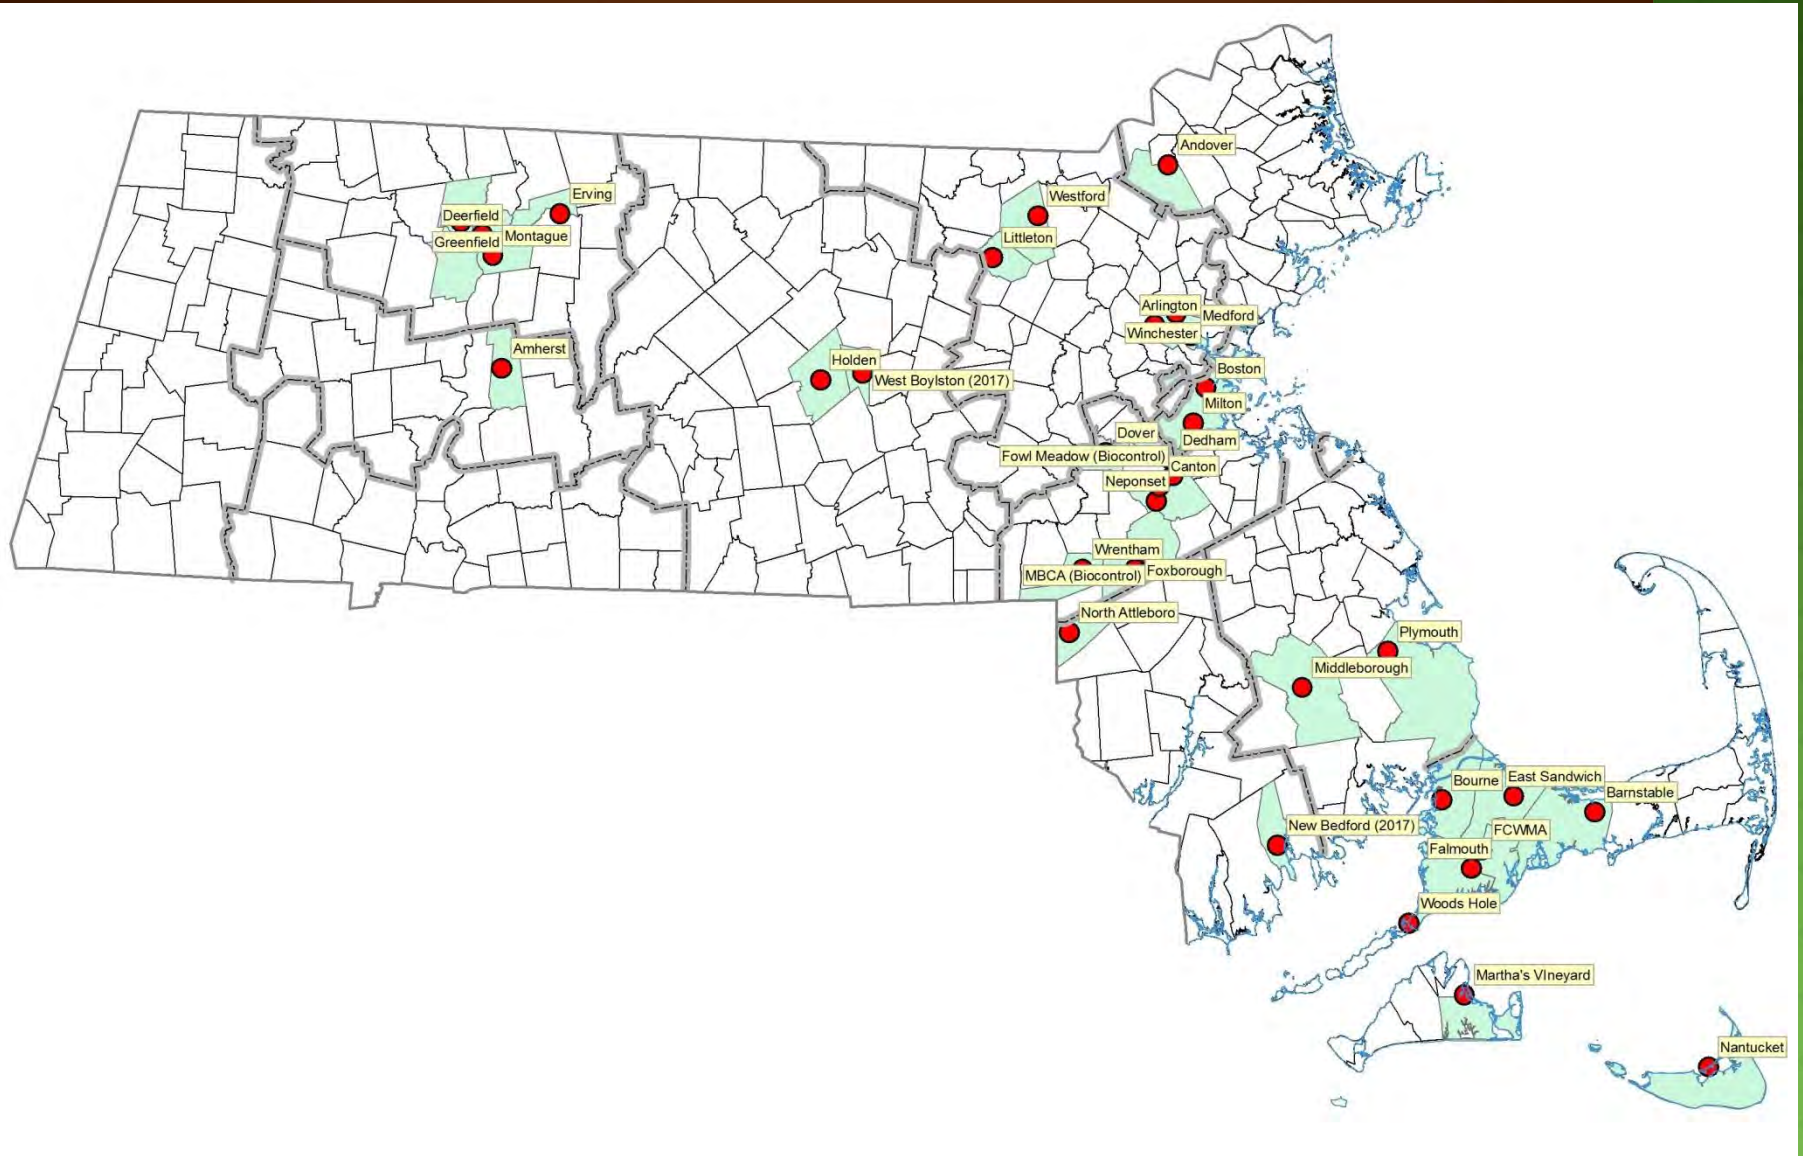 Andover
Erving
Westford
Deerfield
Montague
Greenfield
Littleton
Arlington
Medford
Winchester
Amherst
Holden
West Boylston (2017)
Boston
Milton
Dover
Dedham
Fowl Meadow (Biocontrol)
Canton
Neponset
Wrentham
MBCA (Biocontrol)
Foxborough
North Attleboro
Plymouth
Middleborough
Bourne
East Sandwich
Barnstable
New Bedford (2017)
FCWMA
Falmouth
Woods Hole
Martha's VIneyard
Nantucket